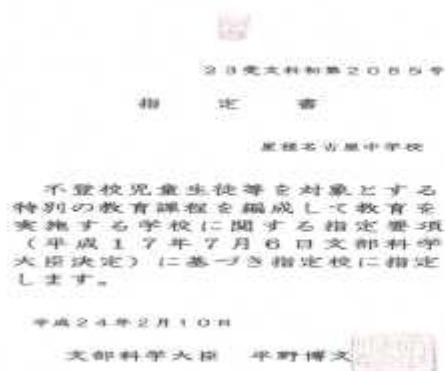 23受文科初第2065号
指定書
星槎名古屋中学校
不登校児童生徒等を対象とする
特別の教育課程を編成して教育を
実施する学校に関する指定要項
（平成17年7月6日文部科学
大臣決定）に基づき指定校に指定
します。
平成24年2月10日
文部科学大臣 平野博文